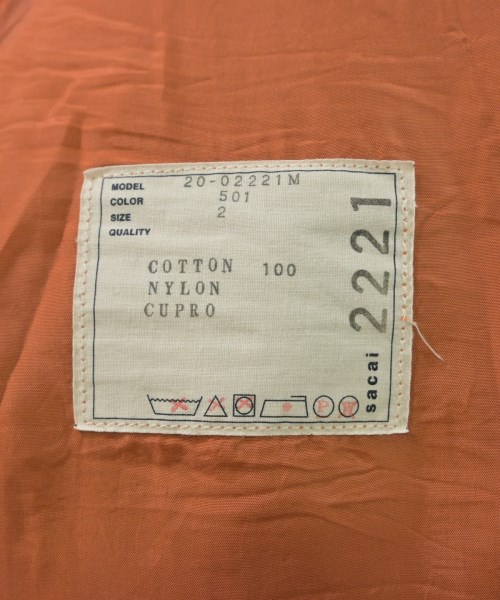 MODEL 20-02221M
COLOR 501
SIZE 2
QUALITY
COTTON 100
NYLON
CUPRO
P W
sacai 2221